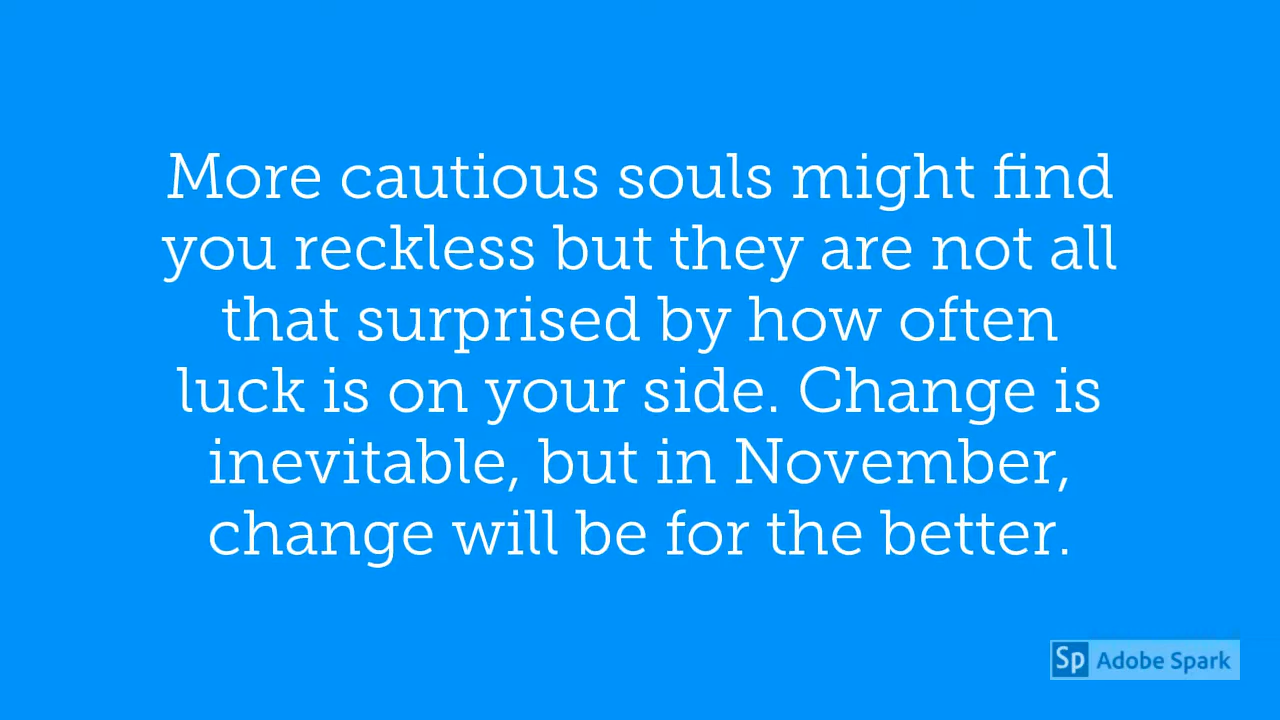 More cautious souls might find
you reckless but they are not all
that surprised by how often
luck is on your side. Change is
inevitable, but in November,
change will be for the better.
Sp Adobe Spark